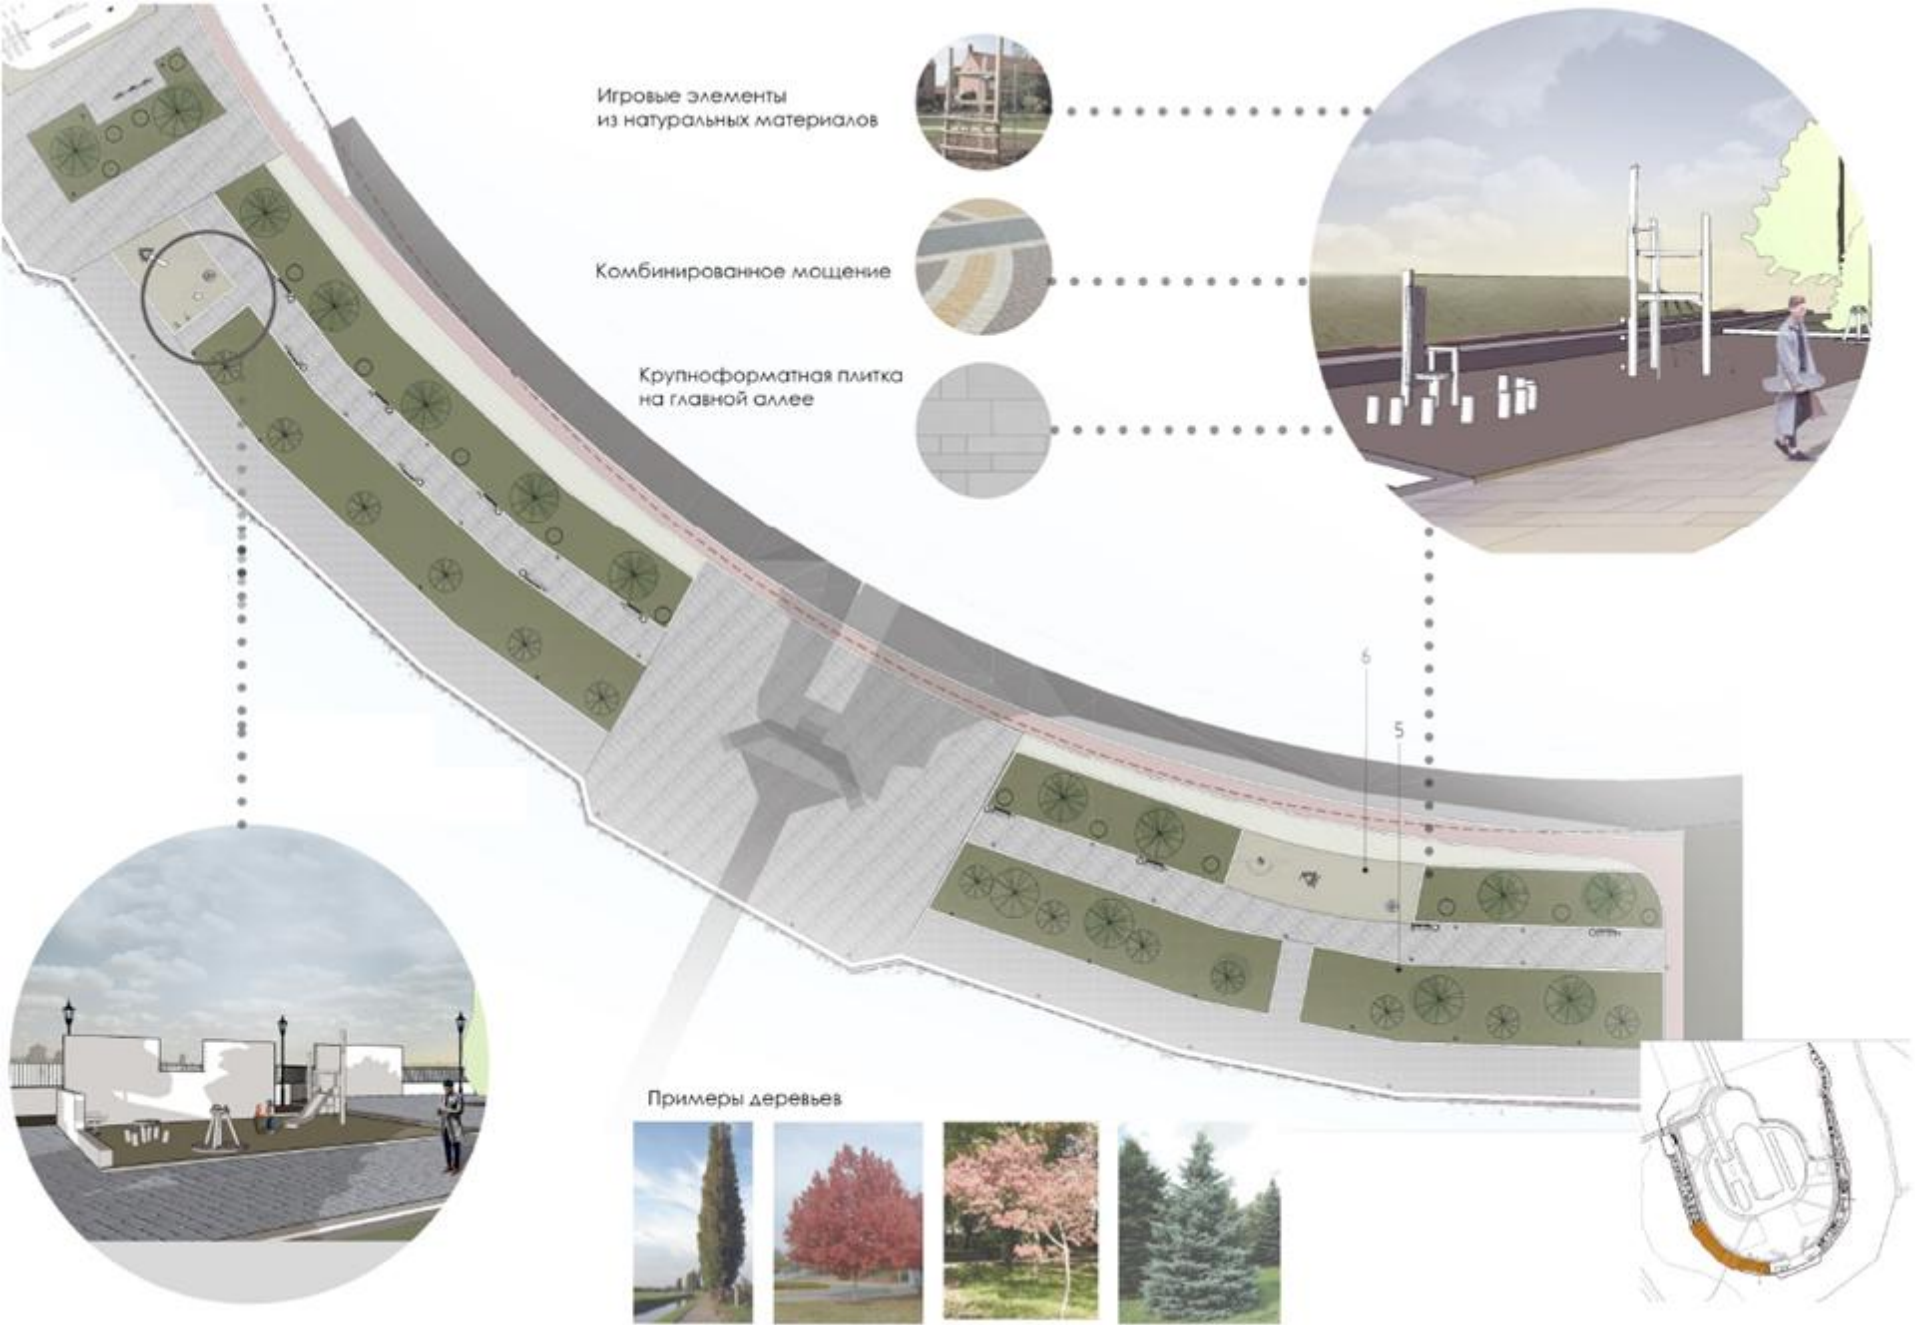 Игровые элементы
из натуральных материалов
Комбинированное мощение
Крупноформатная плитка
на главной аллее
6
5
Примеры деревьев